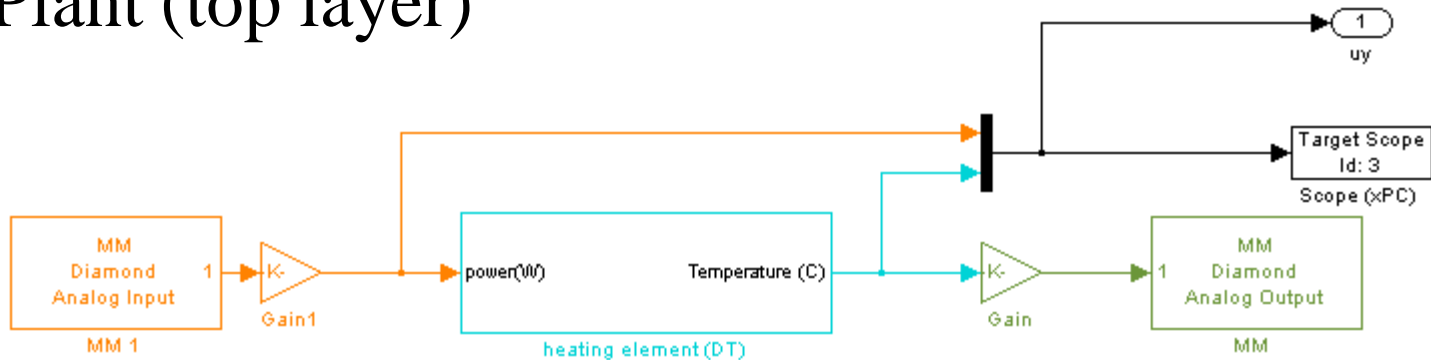 Plant (top layer)
1
uy
Target Scope
Id: 3
Scope (xPC)
MM
Diamond
Analog Input
1
MM 1
K-
Gain1
power(W)
Temperature (C)
heating element (DT)
K-
Gain
1
MM
Diamond
Analog Output
MM